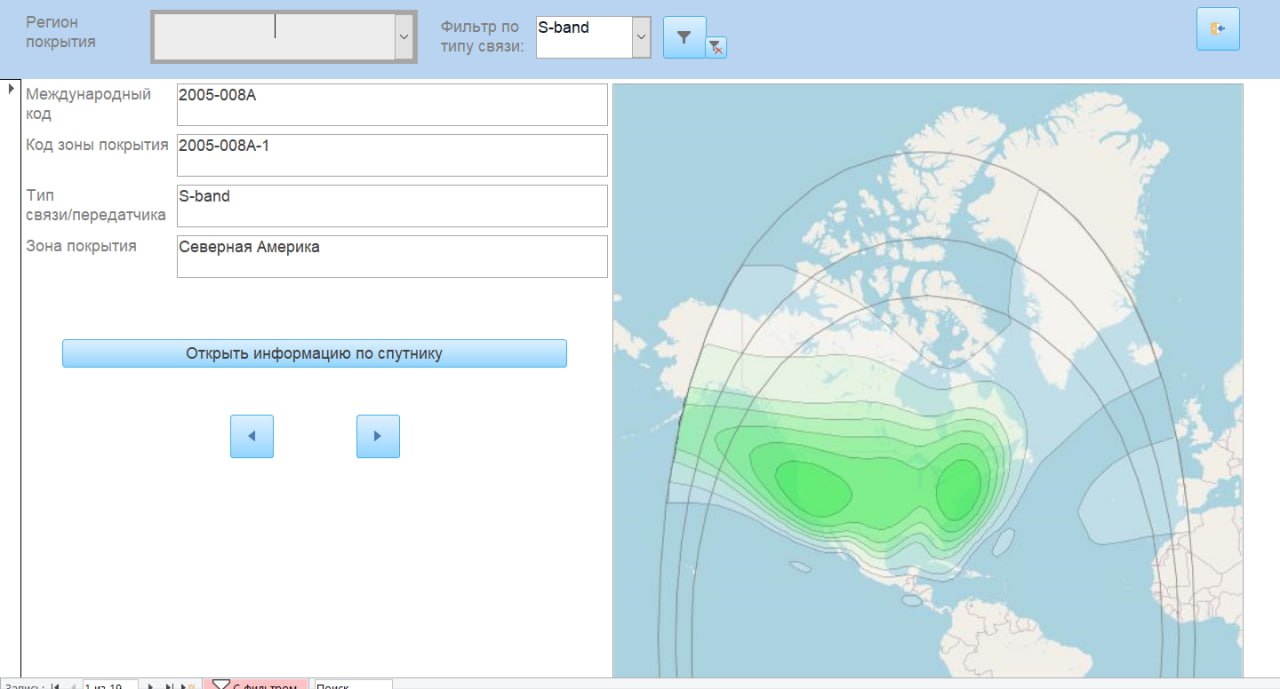 Регион
покрытия
Фильтр по
типу связи:
S-band
Международный
код
2005-008A
Код зоны покрытия
2005-008A-1
Тип
связи/передатчика
S-band
Зона покрытия
Северная Америка
Открыть информацию по спутнику
Запись: 1 из 19 С фильтром Поиск